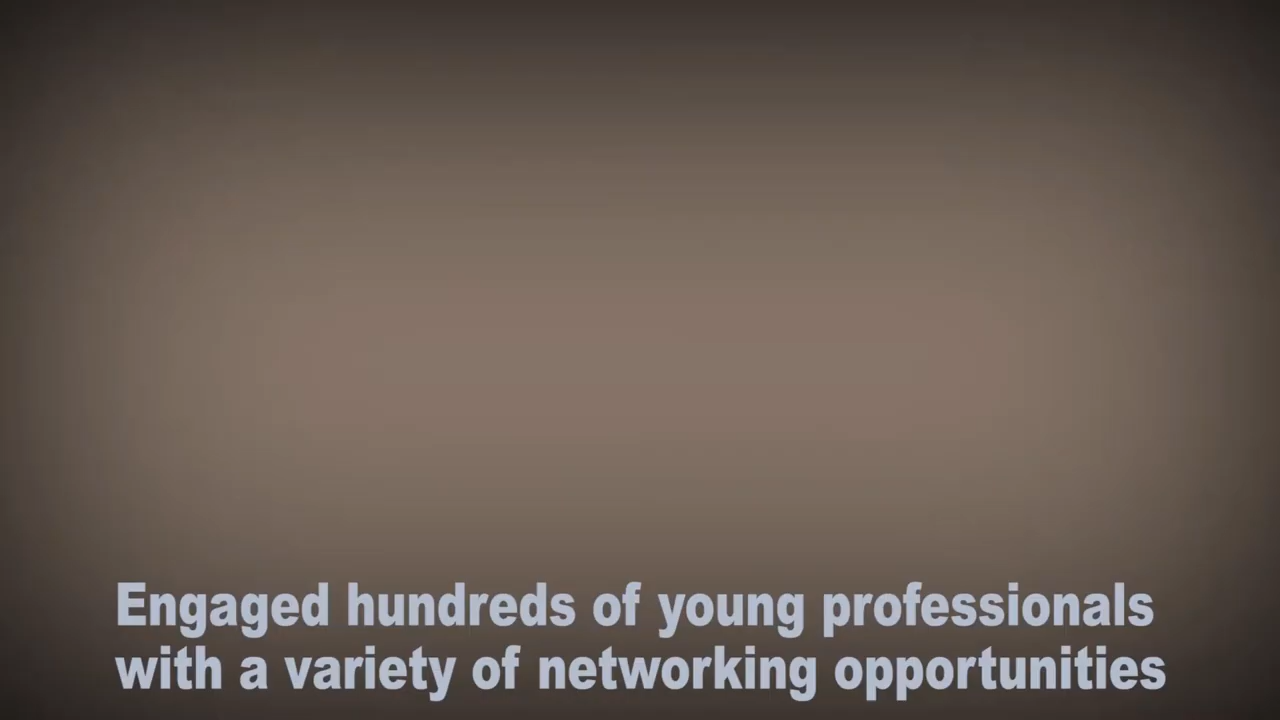 Engaged hundreds of young professionals
with a variety of networking opportunities